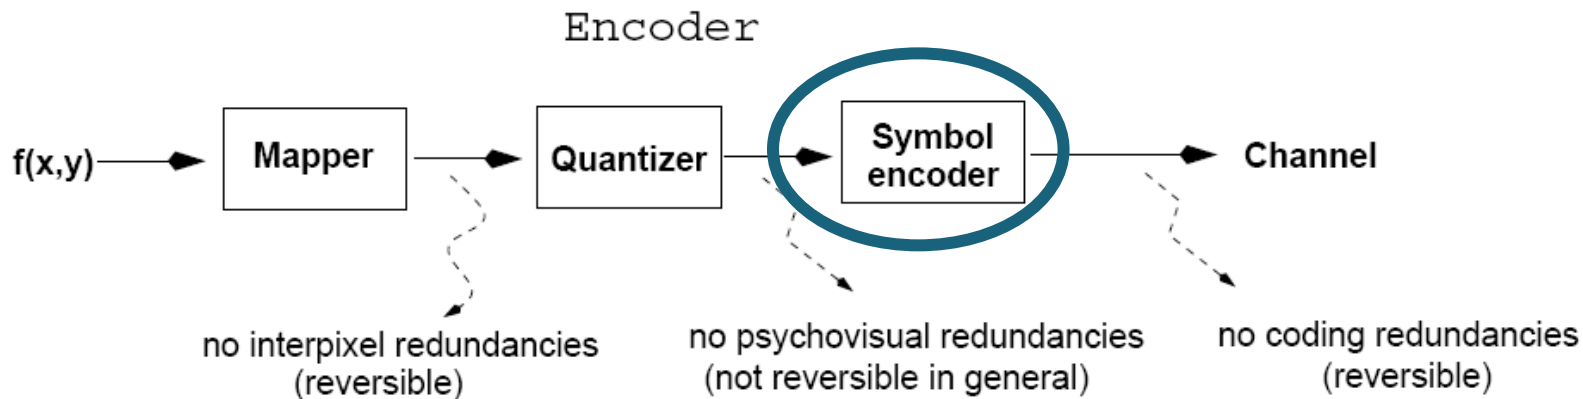 Encoder
f(x,y)
Mapper
Quantizer
Symbol
encoder
Channel
no interpixel redundancies
(reversible)
no psychovisual redundancies
(not reversible in general)
no coding redundancies
(reversible)